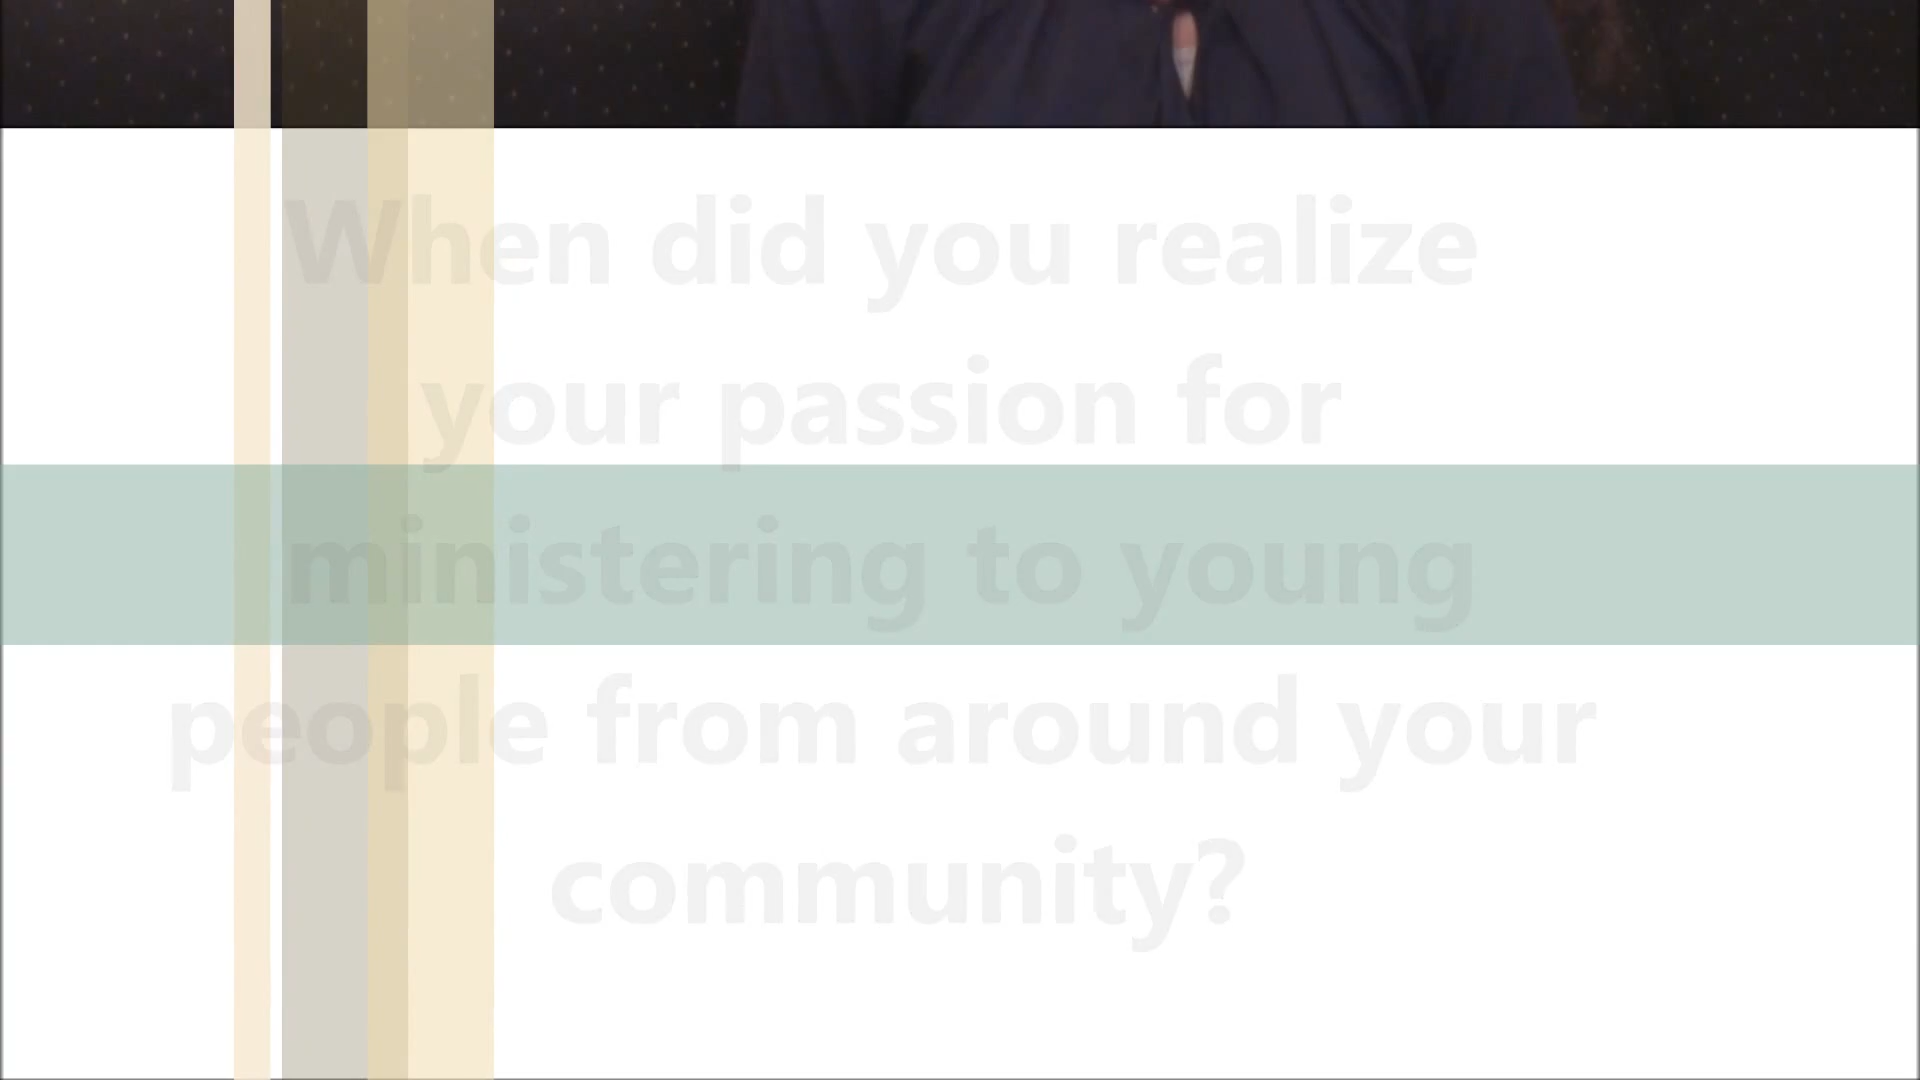 When did you realize
your passion for
ministering to young
people from around your
community?